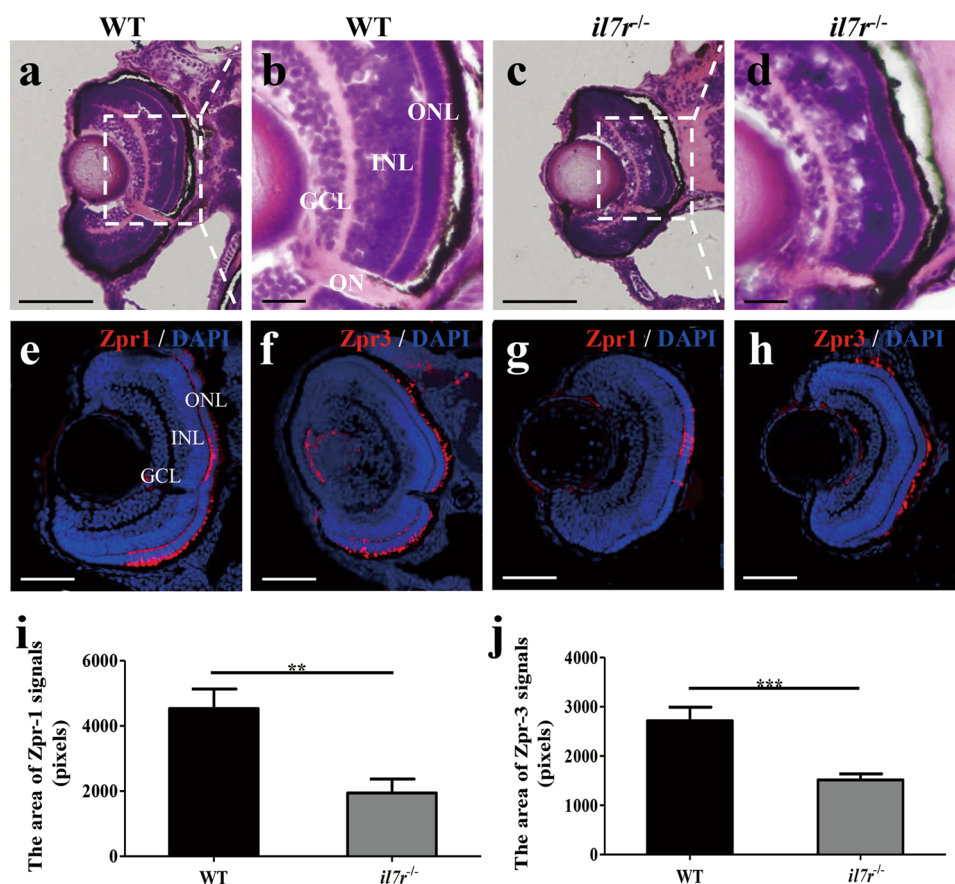 WT WT il7r-/- il7r-/-
a b c d
ONL
INL
GCL
ON
e Zpr1 / DAPI f Zpr3 / DAPI g Zpr1 / DAPI h Zpr3 / DAPI
ONL
INL
GCL
i
The area of Zpr-1 signals
(pixels)
6000
4000
2000
0
**
WT il7r-/-
j
The area of Zpr-3 signals
(pixels)
4000
3000
2000
1000
0
***
WT il7r-/-